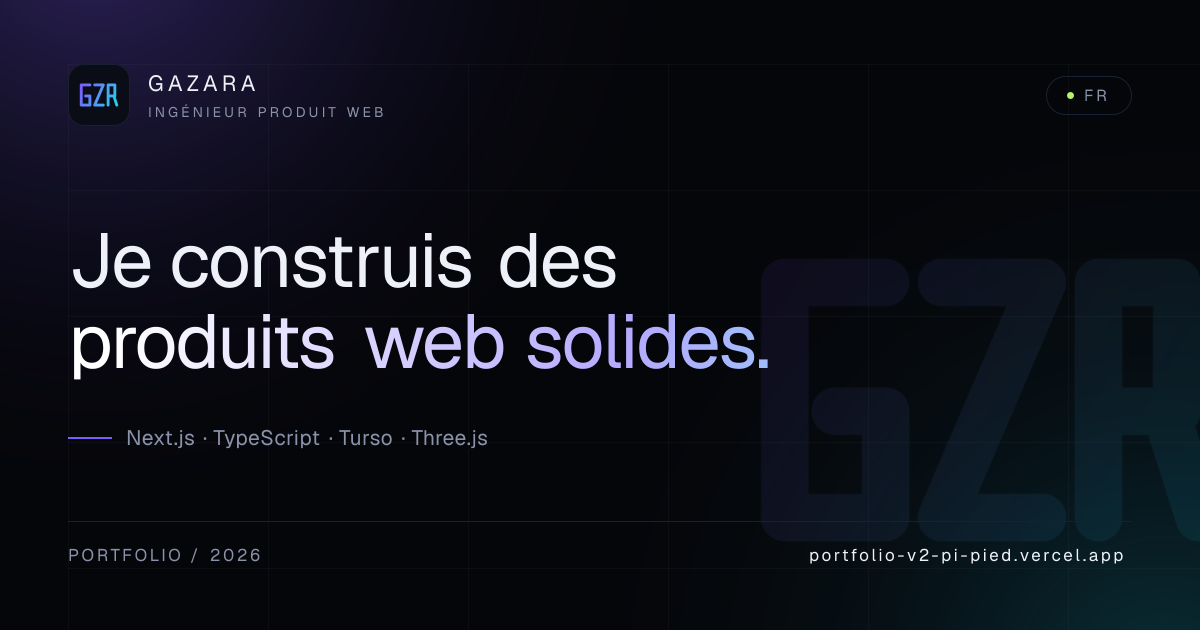 GZR
GAZARA
INGÉNIEUR PRODUIT WEB
FR
Je construis des
produits web solides.
Next.js · TypeScript · Turso · Three.js
GZR
PORTFOLIO / 2026
portfolio-v2-pi-pied.vercel.app